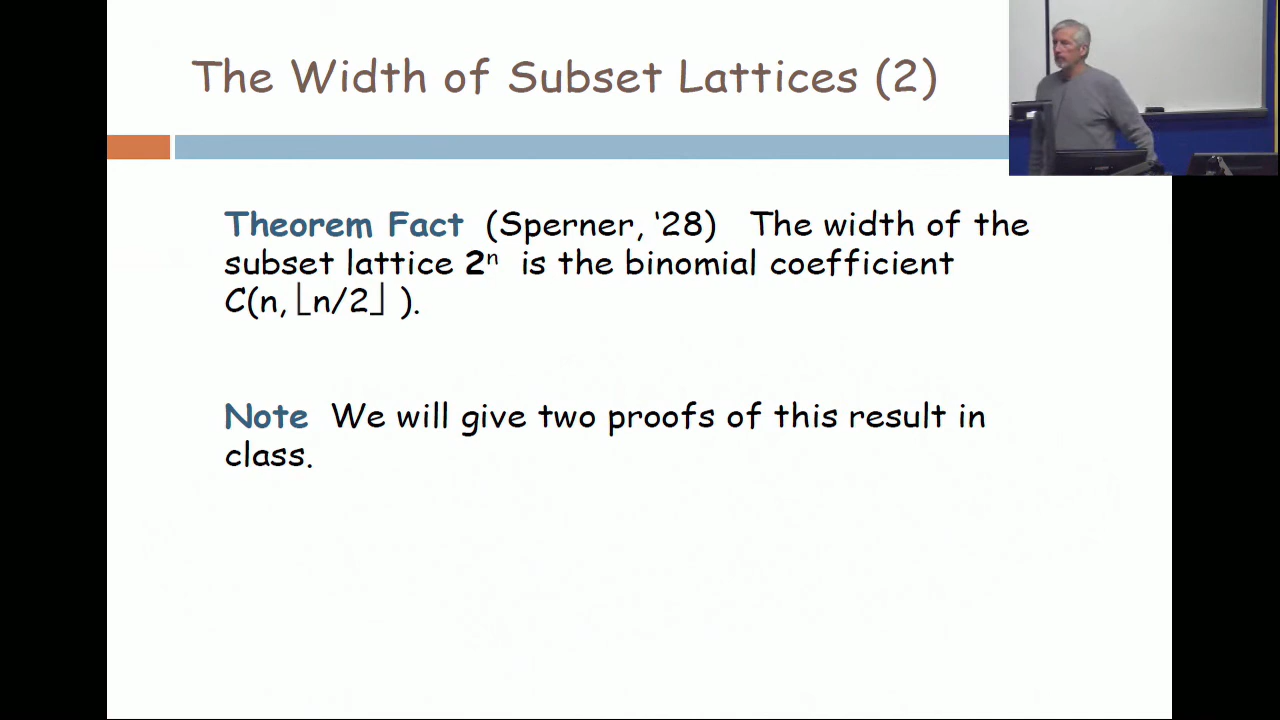 The Width of Subset Lattices (2)
Theorem Fact (Sperner, ‘28) The width of the
subset lattice 2ⁿ is the binomial coefficient
C(n, ⌊n/2⌋ ).
Note We will give two proofs of this result in
class.